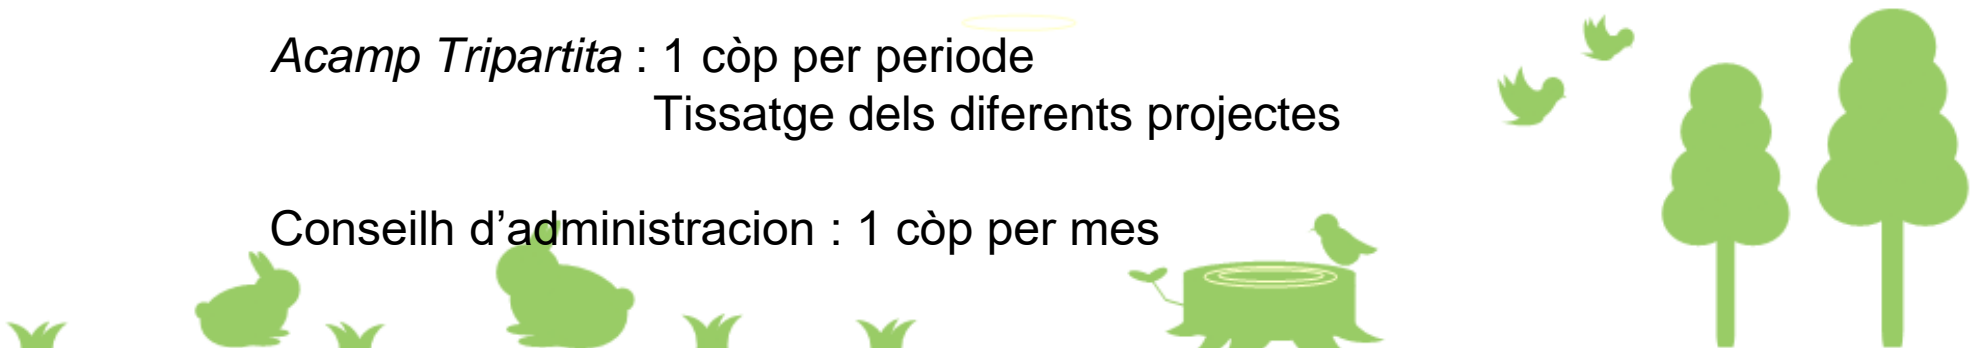 Acamp Tripartita : 1 còp per periode
Tissatge dels diferents projectes
Conseilh d’administracion : 1 còp per mes